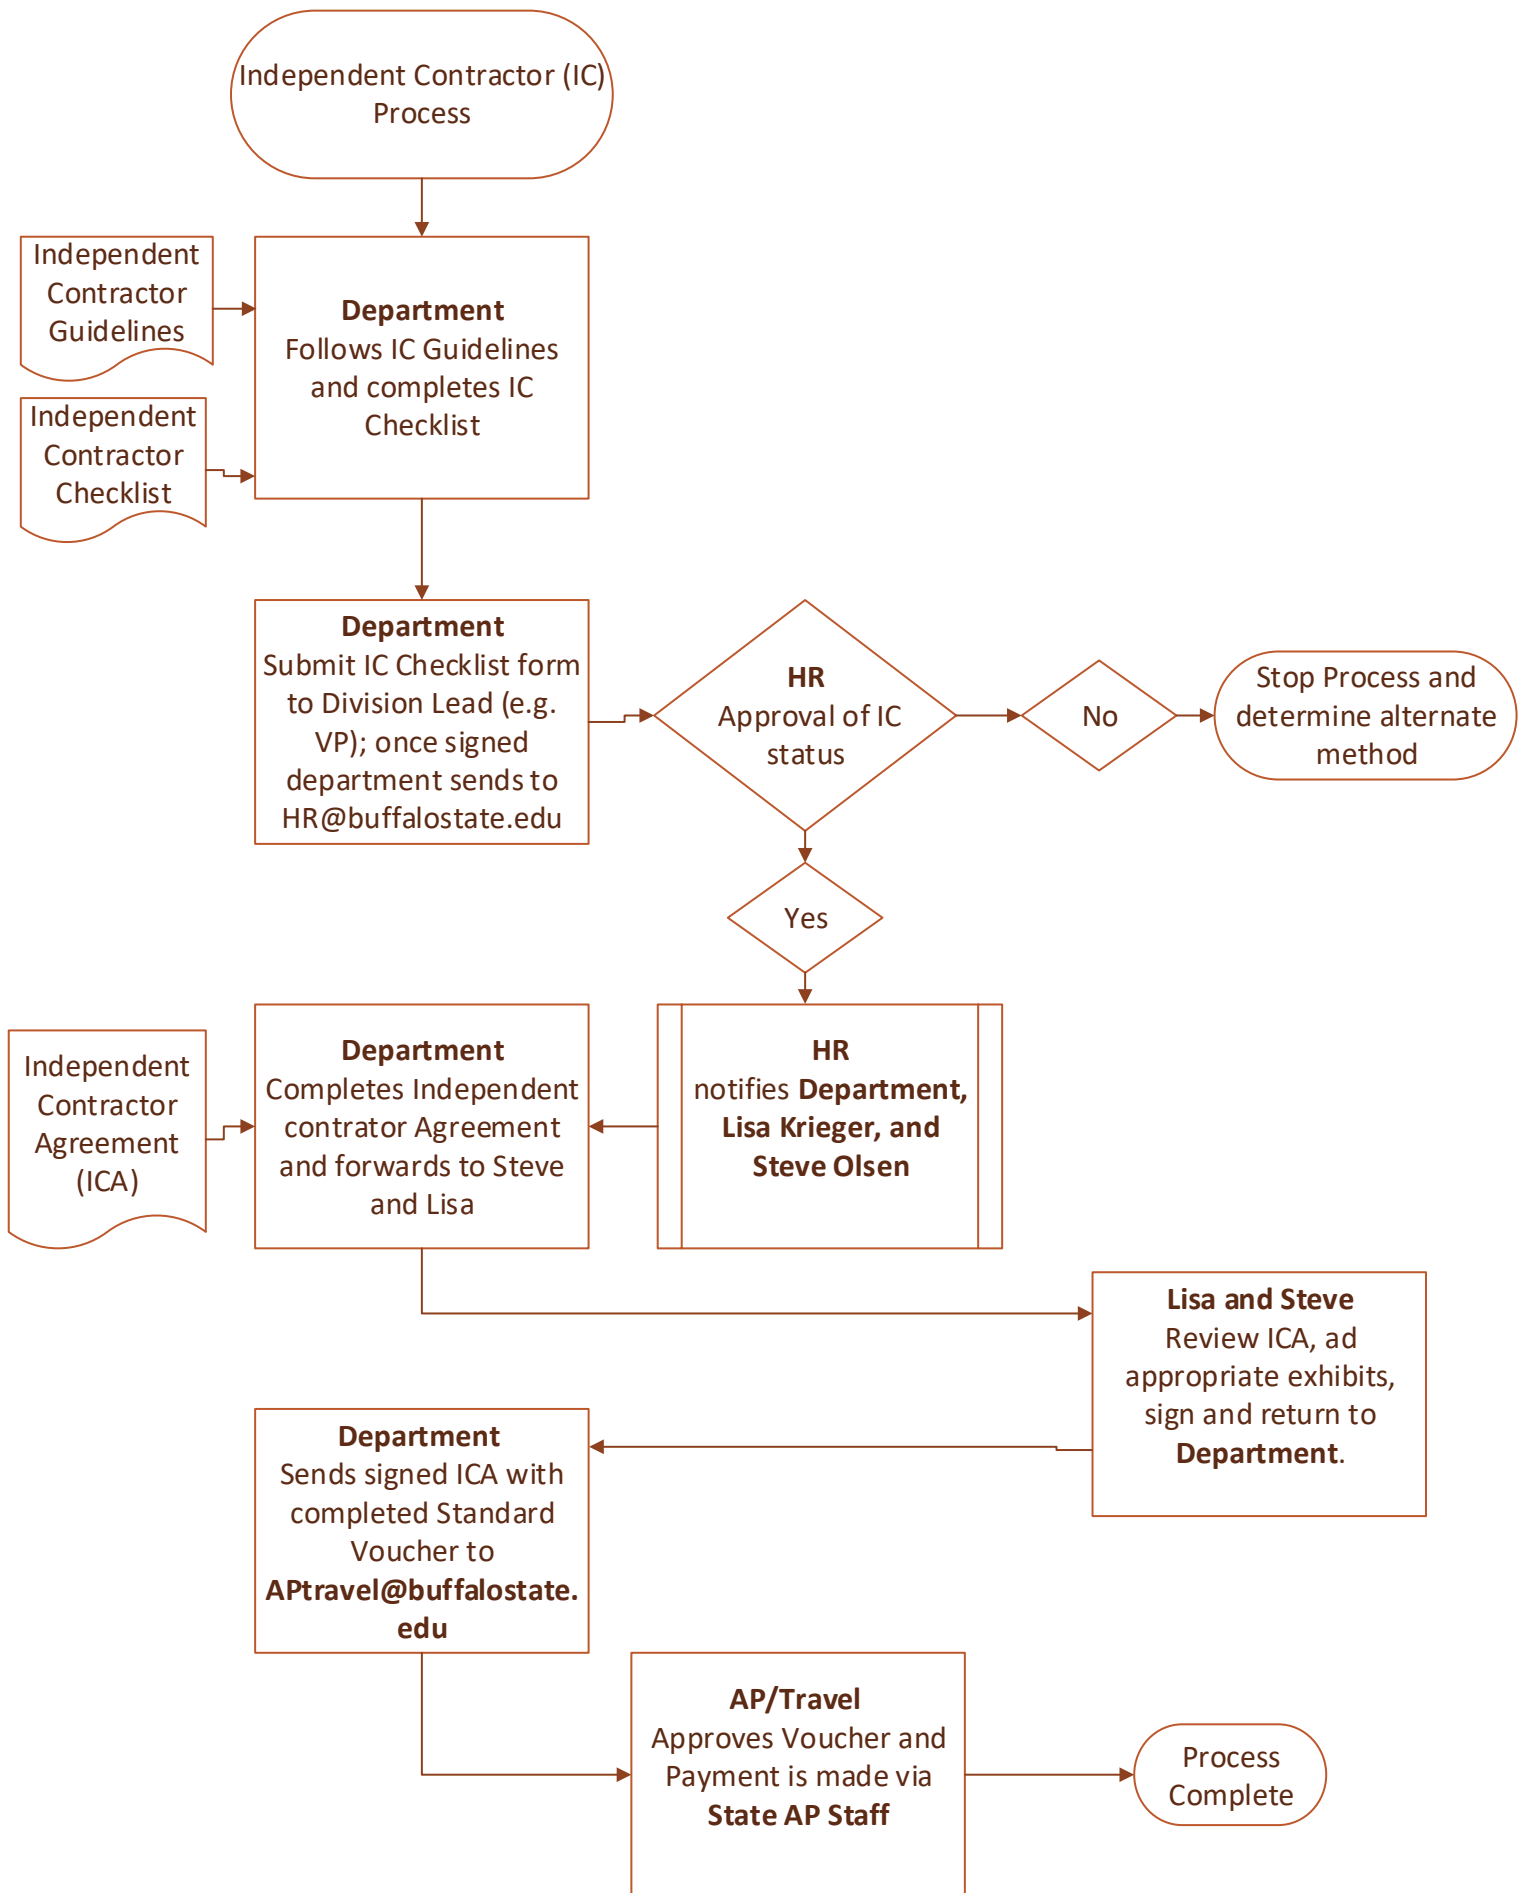 Independent Contractor (IC)
Process
Independent
Contractor
Guidelines
Department
Follows IC Guidelines
and completes IC
Checklist
Independent
Contractor
Checklist
Department
Submit IC Checklist form
to Division Lead (e.g.
VP); once signed
department sends to
HR@buffalostate.edu
HR
Approval of IC
status
No
Stop Process and
determine alternate
method
Yes
Independent
Contractor
Agreement
(ICA)
Department
Completes Independent
contrator Agreement
and forwards to Steve
and Lisa
HR
notifies Department,
Lisa Krieger, and
Steve Olsen
Lisa and Steve
Review ICA, ad
appropriate exhibits,
sign and return to
Department.
Department
Sends signed ICA with
completed Standard
Voucher to
APtravel@buffalostate.
edu
AP/Travel
Approves Voucher and
Payment is made via
State AP Staff
Process
Complete